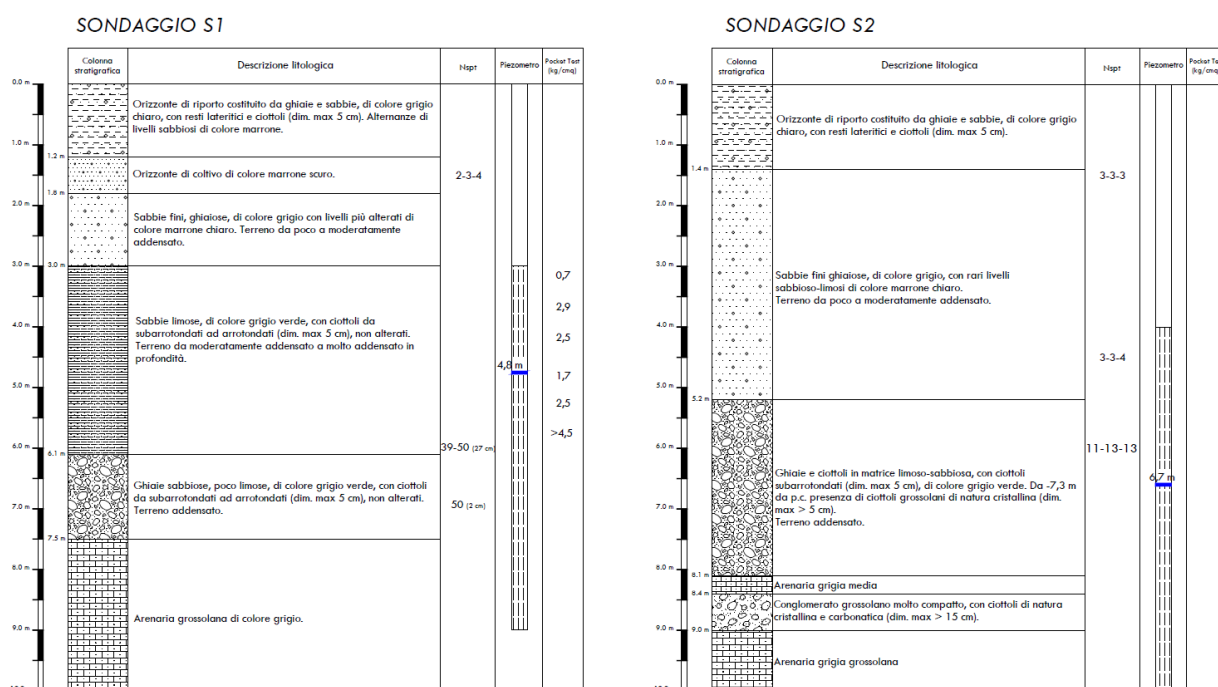 SONDAGGIO S1
Colonna
stratigrafica
Descrizione litologica
Nspt
Piezometro
Pocket Test
(kg/cmq)
0.0 m
Orizzonte di riporto costituito da ghiaie e sabbie, di colore grigio
chiaro, con resti lateritici e ciottoli (dim. max 5 cm). Alternanze di
livelli sabbiosi di colore marrone.
1.0 m
1.2 m
Orizzonte di coltivo di colore marrone scuro.
2-3-4
1.8 m
2.0 m
Sabbie fini, ghiaiose, di colore grigio con livelli più alterati di
colore marrone chiaro. Terreno da poco a moderatamente
addensato.
3.0 m
3.0 m
0,7
2,9
4.0 m
Sabbie limose, di colore grigio verde, con ciottoli da
subarrotondati ad arrotondati (dim. max 5 cm), non alterati.
Terreno da moderatamente addensato a molto addensato in
profondità.
2,5
4,8 m
1,7
5.0 m
2,5
>4,5
6.0 m
39-50 (27 cm)
6.1 m
Ghiaie sabbiose, poco limose, di colore grigio verde, con ciottoli
da subarrotondati ad arrotondati (dim. max 5 cm), non alterati.
Terreno addensato.
50 (2 cm)
7.0 m
7.5 m
8.0 m
Arenaria grossolana di colore grigio.
9.0 m
SONDAGGIO S2
Colonna
stratigrafica
Descrizione litologica
Nspt
Piezometro
Pocket Te
(kg/cmq)
0.0 m
Orizzonte di riporto costituito da ghiaie e sabbie, di colore grigio
chiaro, con resti lateritici e ciottoli (dim. max 5 cm).
1.0 m
1.4 m
3-3-3
2.0 m
3.0 m
Sabbie fini ghiaiose, di colore grigio, con rari livelli
sabbioso-limosi di colore marrone chiaro.
Terreno da poco a moderatamente addensato.
4.0 m
3-3-4
5.0 m
5.2 m
6.0 m
11-13-13
Ghiaie e ciottoli in matrice limoso-sabbiosa, con ciottoli
subarrotondati (dim. max 5 cm), di colore grigio verde. Da -7,3 m
da p.c. presenza di ciottoli grossolani di natura cristallina (dim.
max > 5 cm).
Terreno addensato.
6,7 m
7.0 m
8.0 m
8.1 m
Arenaria grigia media
8.4 m
Conglomerato grossolano molto compatto, con ciottoli di natura
cristallina e carbonatica (dim. max > 15 cm).
9.0 m
9.0 m
Arenaria grigia grossolana